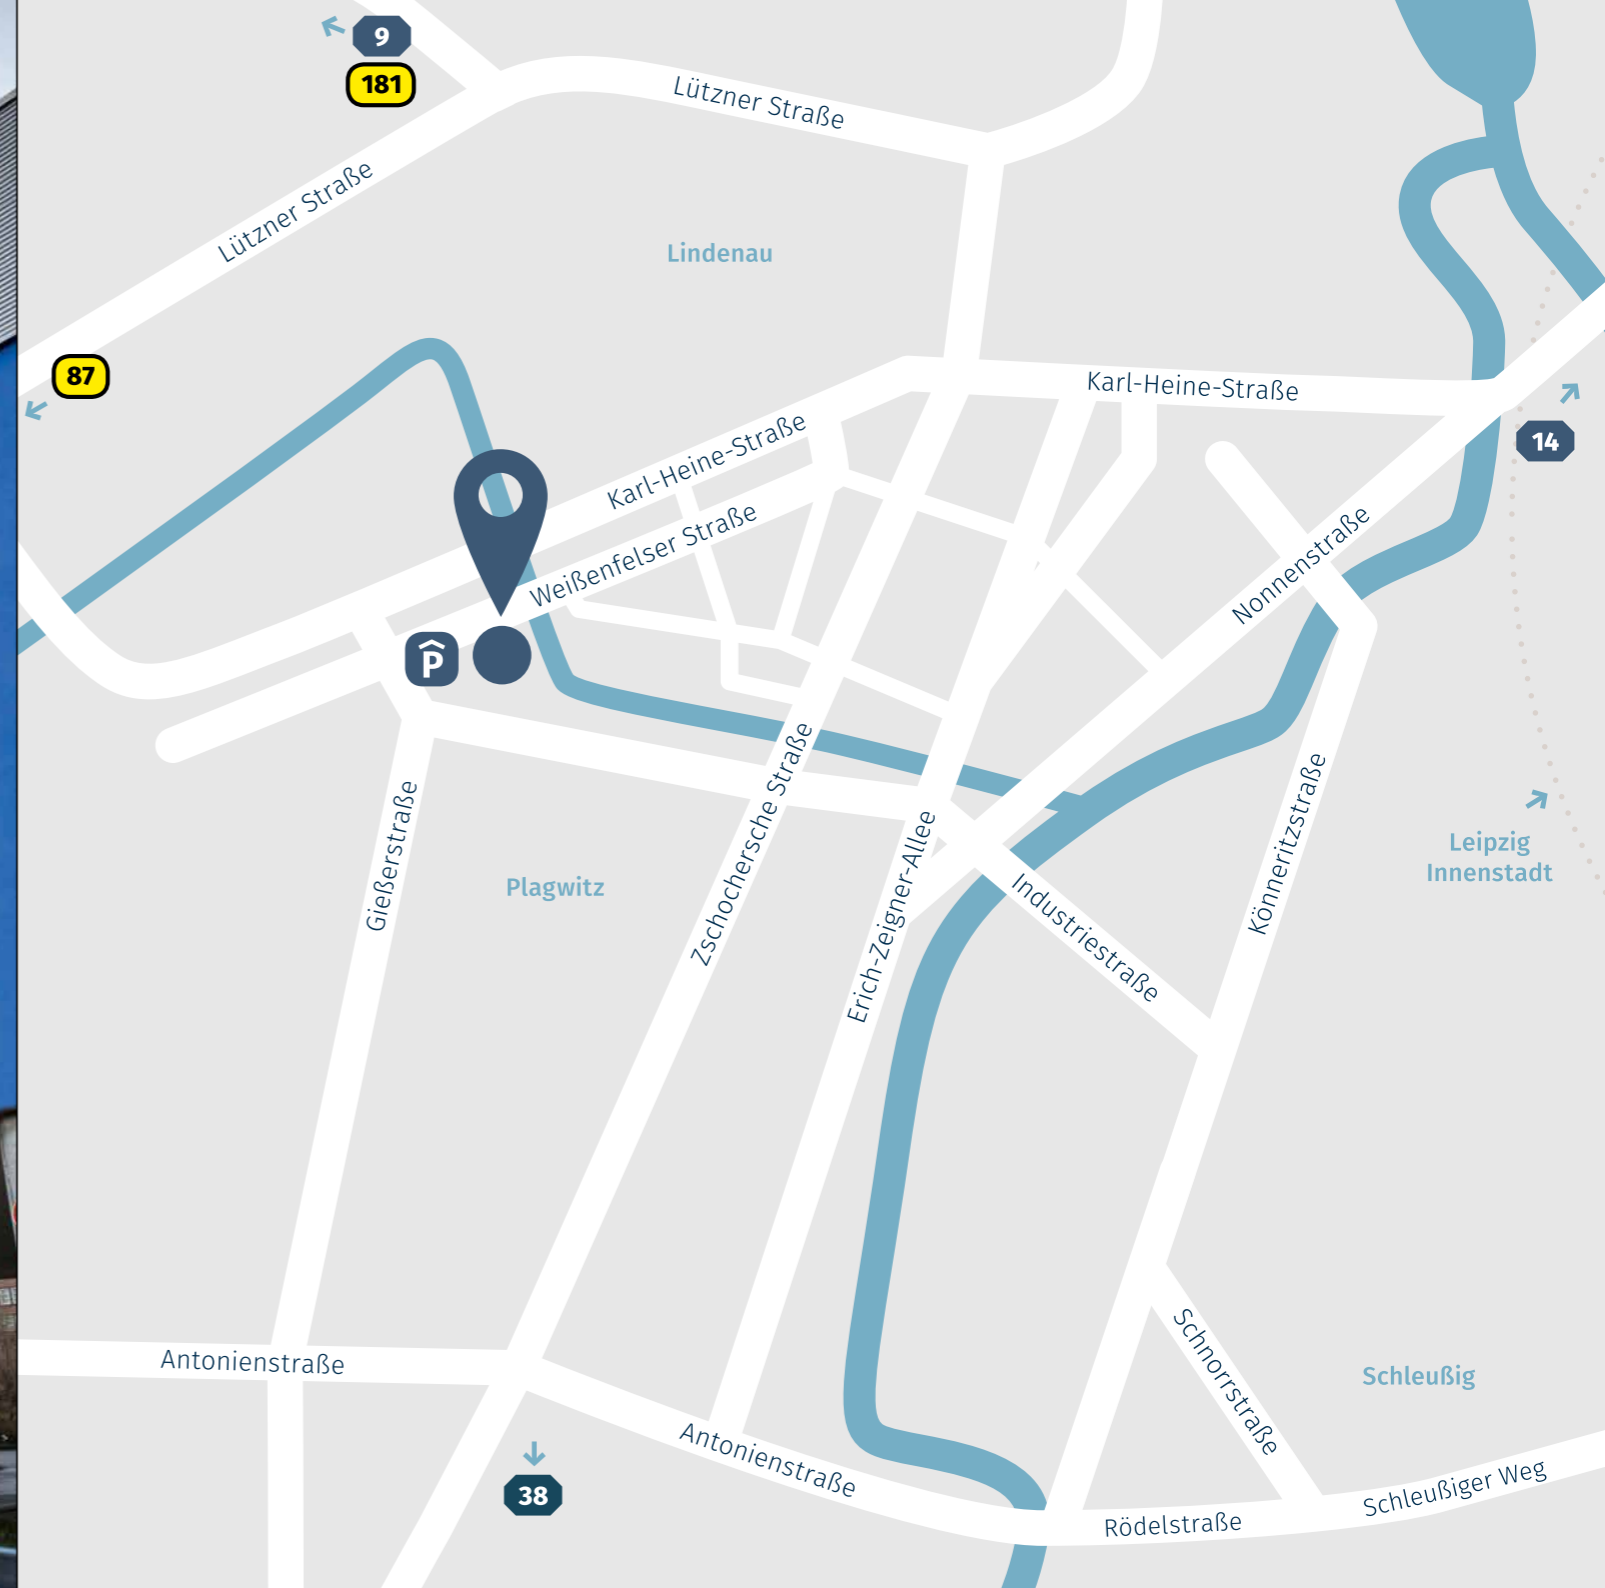 9
181
Lützner Straße
Lützner Straße
Lindenau
87
Karl-Heine-Straße
Karl-Heine-Straße
14
Weißenfelser Straße
Nonnenstraße
P
Zschochersche Straße
Gießerstraße
Könneritzstraße
Erich-Zeigner-Allee
Leipzig
Innenstadt
Plagwitz
Industriestraße
Antonienstraße
Schnorrstraße
Schleußig
Antonienstraße
38
Schleußiger Weg
Rödelstraße